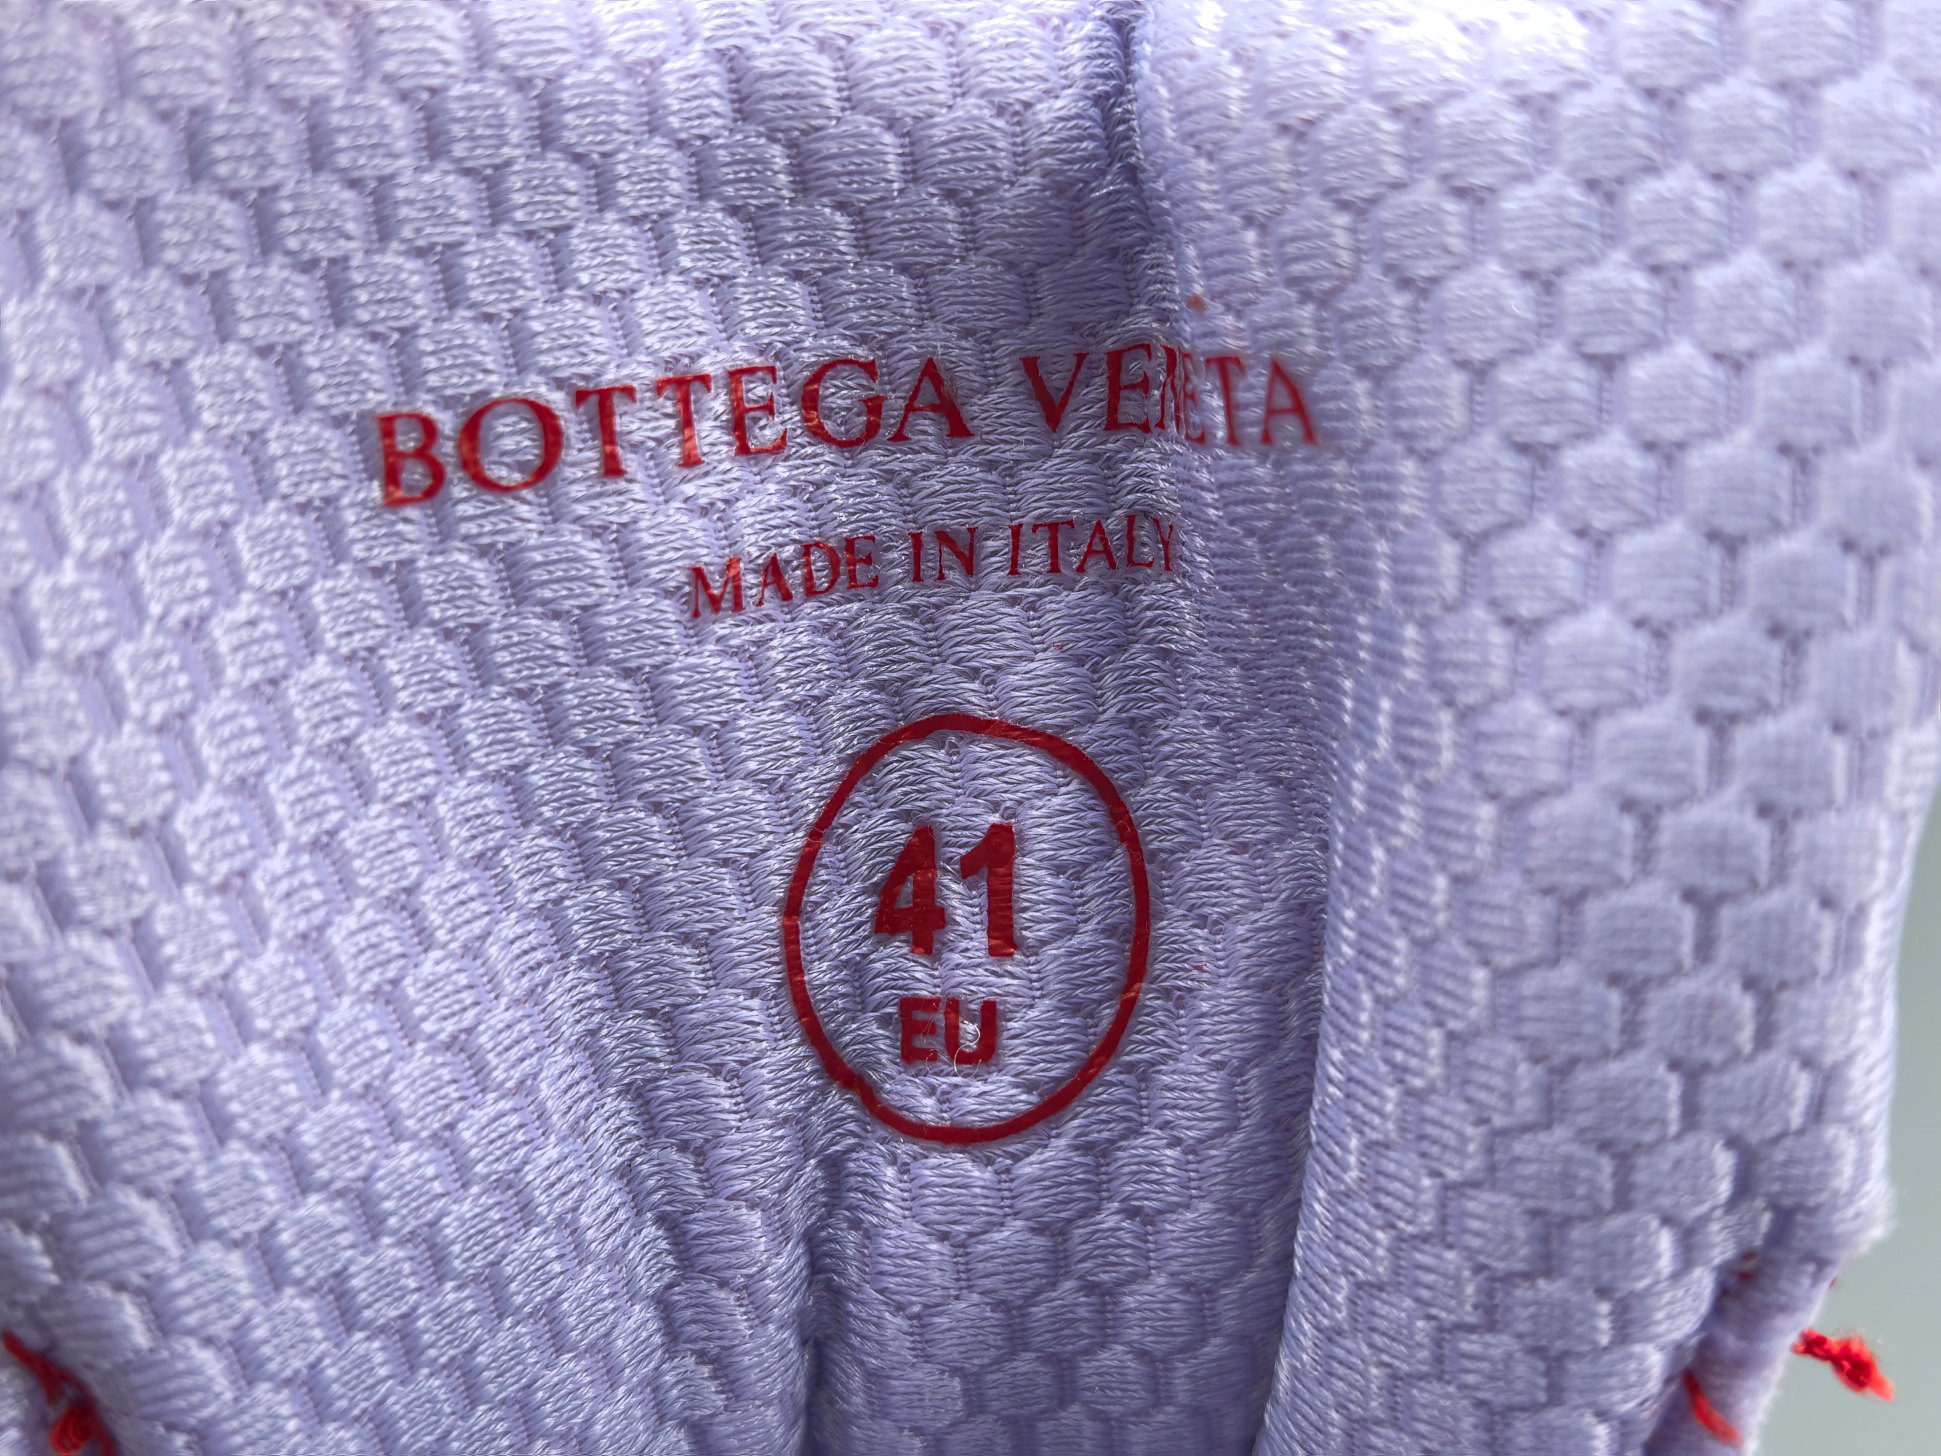 BOTTEGA VENETA
MADE IN ITALY
41
EU